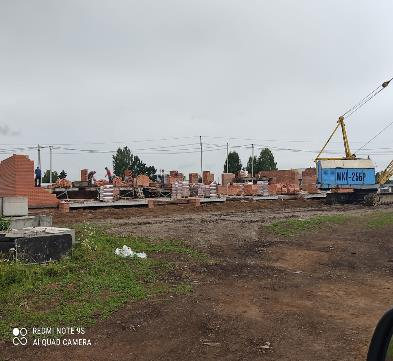 МКГ-25БР
REDMI NOTE 9S
AI QUAD CAMERA